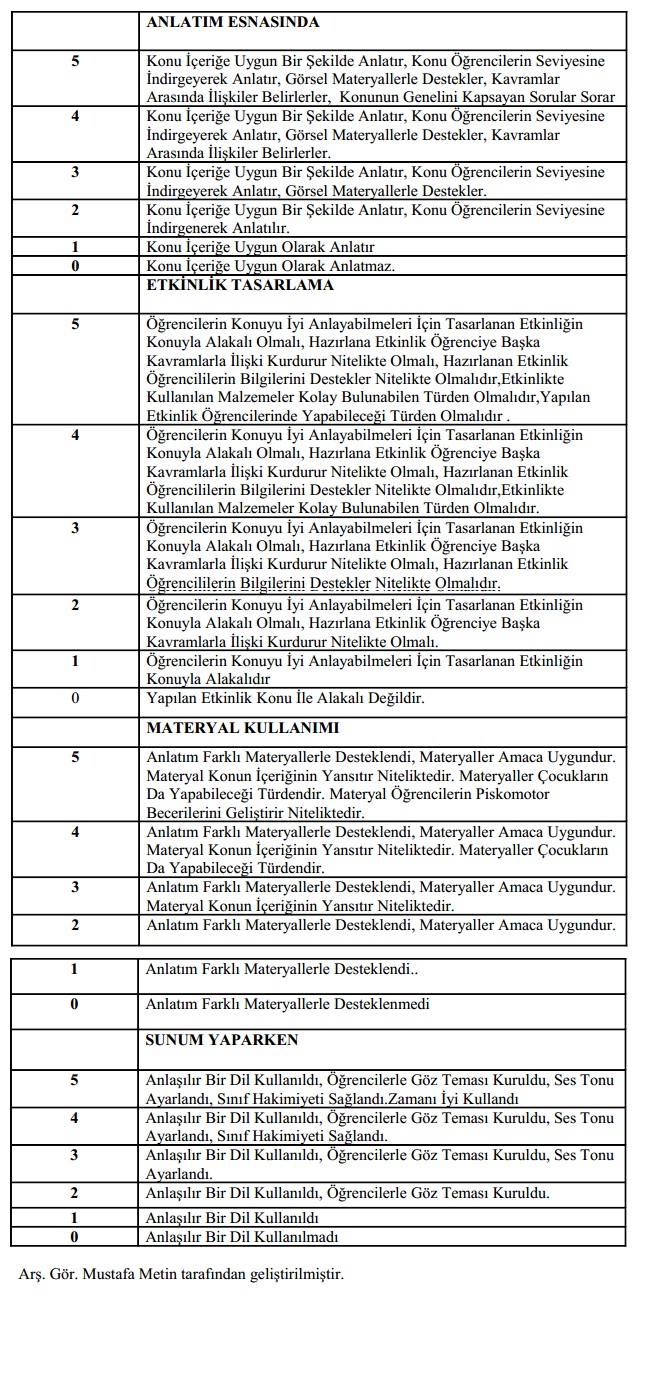 ANLATIM ESNASINDA
5
Konu İçeriğe Uygun Bir Şekilde Anlatır, Konu Öğrencilerin Seviyesine
İndirgeyerek Anlatır, Görsel Materyallerle Destekler, Kavramlar
Arasında İlişkiler Belirlerler, Konunun Genelini Kapsayan Sorular Sorar
4
Konu İçeriğe Uygun Bir Şekilde Anlatır, Konu Öğrencilerin Seviyesine
İndirgeyerek Anlatır, Görsel Materyallerle Destekler, Kavramlar
Arasında İlişkiler Belirlerler.
3
Konu İçeriğe Uygun Bir Şekilde Anlatır, Konu Öğrencilerin Seviyesine
İndirgeyerek Anlatır, Görsel Materyallerle Destekler.
2
Konu İçeriğe Uygun Bir Şekilde Anlatır, Konu Öğrencilerin Seviyesine
İndirgenerek Anlatılır.
1
Konu İçeriğe Uygun Olarak Anlatır
0
Konu İçeriğe Uygun Olarak Anlatmaz.
ETKİNLİK TASARLAMA
5
Öğrencilerin Konuyu İyi Anlayabilmeleri İçin Tasarlanan Etkinliğin
Konuyla Alakalı Olmalı, Hazırlana Etkinlik Öğrenciye Başka
Kavramlarla İlişki Kurdurur Nitelikte Olmalı, Hazırlanan Etkinlik
Öğrencililerin Bilgilerini Destekler Nitelikte Olmalıdır,Etkinlikte
Kullanılan Malzemeler Kolay Bulunabilen Türden Olmalıdır,Yapılan
Etkinlik Öğrencilerinde Yapabileceği Türden Olmalıdır .
4
Öğrencilerin Konuyu İyi Anlayabilmeleri İçin Tasarlanan Etkinliğin
Konuyla Alakalı Olmalı, Hazırlana Etkinlik Öğrenciye Başka
Kavramlarla İlişki Kurdurur Nitelikte Olmalı, Hazırlanan Etkinlik
Öğrencililerin Bilgilerini Destekler Nitelikte Olmalıdır,Etkinlikte
Kullanılan Malzemeler Kolay Bulunabilen Türden Olmalıdır.
3
Öğrencilerin Konuyu İyi Anlayabilmeleri İçin Tasarlanan Etkinliğin
Konuyla Alakalı Olmalı, Hazırlana Etkinlik Öğrenciye Başka
Kavramlarla İlişki Kurdurur Nitelikte Olmalı, Hazırlanan Etkinlik
Öğrencililerin Bilgilerini Destekler Nitelikte Olmalıdır.
2
Öğrencilerin Konuyu İyi Anlayabilmeleri İçin Tasarlanan Etkinliğin
Konuyla Alakalı Olmalı, Hazırlana Etkinlik Öğrenciye Başka
Kavramlarla İlişki Kurdurur Nitelikte Olmalı.
1
Öğrencilerin Konuyu İyi Anlayabilmeleri İçin Tasarlanan Etkinliğin
Konuyla Alakalıdır
0
Yapılan Etkinlik Konu İle Alakalı Değildir.
MATERYAL KULLANIMI
5
Anlatım Farklı Materyallerle Desteklendi, Materyaller Amaca Uygundur.
Materyal Konun İçeriğinin Yansıtır Niteliktedir. Materyaller Çocukların
Da Yapabileceği Türdendir. Materyal Öğrencilerin Piskomotor
Becerilerini Geliştirir Niteliktedir.
4
Anlatım Farklı Materyallerle Desteklendi, Materyaller Amaca Uygundur.
Materyal Konun İçeriğinin Yansıtır Niteliktedir. Materyaller Çocukların
Da Yapabileceği Türdendir.
3
Anlatım Farklı Materyallerle Desteklendi, Materyaller Amaca Uygundur.
Materyal Konun İçeriğinin Yansıtır Niteliktedir.
2
Anlatım Farklı Materyallerle Desteklendi, Materyaller Amaca Uygundur.
1
Anlatım Farklı Materyallerle Desteklendi..
0
Anlatım Farklı Materyallerle Desteklenmedi
SUNUM YAPARKEN
5
Anlaşılır Bir Dil Kullanıldı, Öğrencilerle Göz Teması Kuruldu, Ses Tonu
Ayarlandı, Sınıf Hakimiyeti Sağlandı.Zamanı İyi Kullandı
4
Anlaşılır Bir Dil Kullanıldı, Öğrencilerle Göz Teması Kuruldu, Ses Tonu
Ayarlandı, Sınıf Hakimiyeti Sağlandı.
3
Anlaşılır Bir Dil Kullanıldı, Öğrencilerle Göz Teması Kuruldu, Ses Tonu
Ayarlandı.
2
Anlaşılır Bir Dil Kullanıldı, Öğrencilerle Göz Teması Kuruldu.
1
Anlaşılır Bir Dil Kullanıldı
0
Anlaşılır Bir Dil Kullanılmadı
Arş. Gör. Mustafa Metin tarafından geliştirilmiştir.